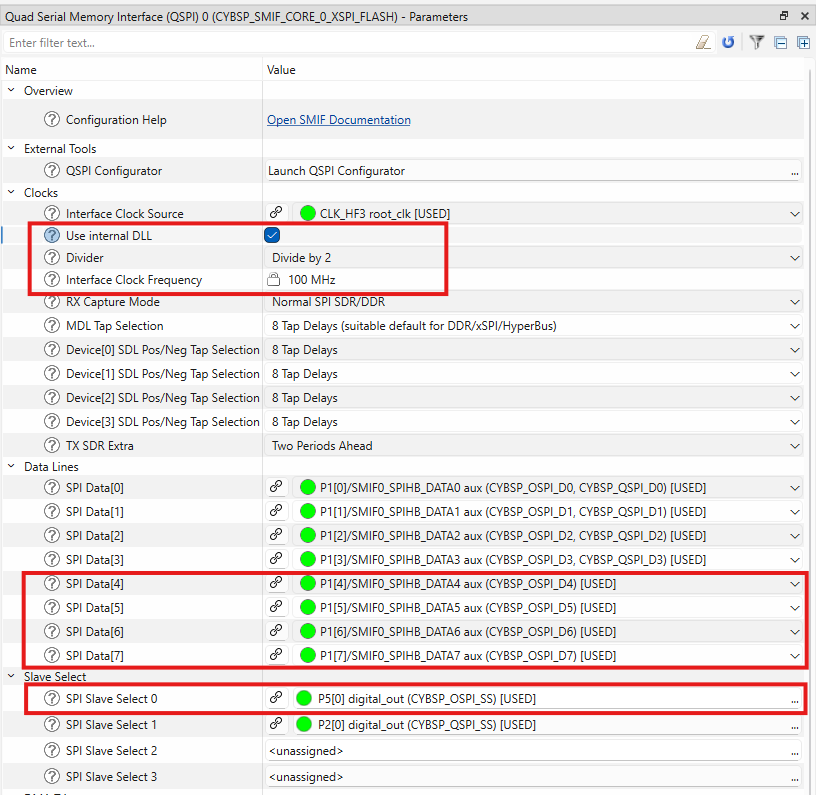 Quad Serial Memory Interface (QSPI) 0 (CYBSP_SMIF_CORE_0_XSPI_FLASH) - Parameters
Enter filter text...
Name Value
Overview
Configuration Help Open SMIF Documentation
External Tools
QSPI Configurator Launch QSPI Configurator ...
Clocks
Interface Clock Source CLK_HF3 root_clk [USED]
Use internal DLL
Divider Divide by 2
Interface Clock Frequency 100 MHz
RX Capture Mode Normal SPI SDR/DDR
MDL Tap Selection 8 Tap Delays (suitable default for DDR/xSPI/HyperBus)
Device[0] SDL Pos/Neg Tap Selection 8 Tap Delays
Device[1] SDL Pos/Neg Tap Selection 8 Tap Delays
Device[2] SDL Pos/Neg Tap Selection 8 Tap Delays
Device[3] SDL Pos/Neg Tap Selection 8 Tap Delays
TX SDR Extra Two Periods Ahead
Data Lines
SPI Data[0] P1[0]/SMIF0_SPIHB_DATA0 aux (CYBSP_OSPI_D0, CYBSP_QSPI_D0) [USED]
SPI Data[1] P1[1]/SMIF0_SPIHB_DATA1 aux (CYBSP_OSPI_D1, CYBSP_QSPI_D1) [USED]
SPI Data[2] P1[2]/SMIF0_SPIHB_DATA2 aux (CYBSP_OSPI_D2, CYBSP_QSPI_D2) [USED]
SPI Data[3] P1[3]/SMIF0_SPIHB_DATA3 aux (CYBSP_OSPI_D3, CYBSP_QSPI_D3) [USED]
SPI Data[4] P1[4]/SMIF0_SPIHB_DATA4 aux (CYBSP_OSPI_D4) [USED]
SPI Data[5] P1[5]/SMIF0_SPIHB_DATA5 aux (CYBSP_OSPI_D5) [USED]
SPI Data[6] P1[6]/SMIF0_SPIHB_DATA6 aux (CYBSP_OSPI_D6) [USED]
SPI Data[7] P1[7]/SMIF0_SPIHB_DATA7 aux (CYBSP_OSPI_D7) [USED]
Slave Select
SPI Slave Select 0 P5[0] digital_out (CYBSP_OSPI_SS) [USED] ...
SPI Slave Select 1 P2[0] digital_out (CYBSP_QSPI_SS) [USED] ...
SPI Slave Select 2 <unassigned> ...
SPI Slave Select 3 <unassigned> ...